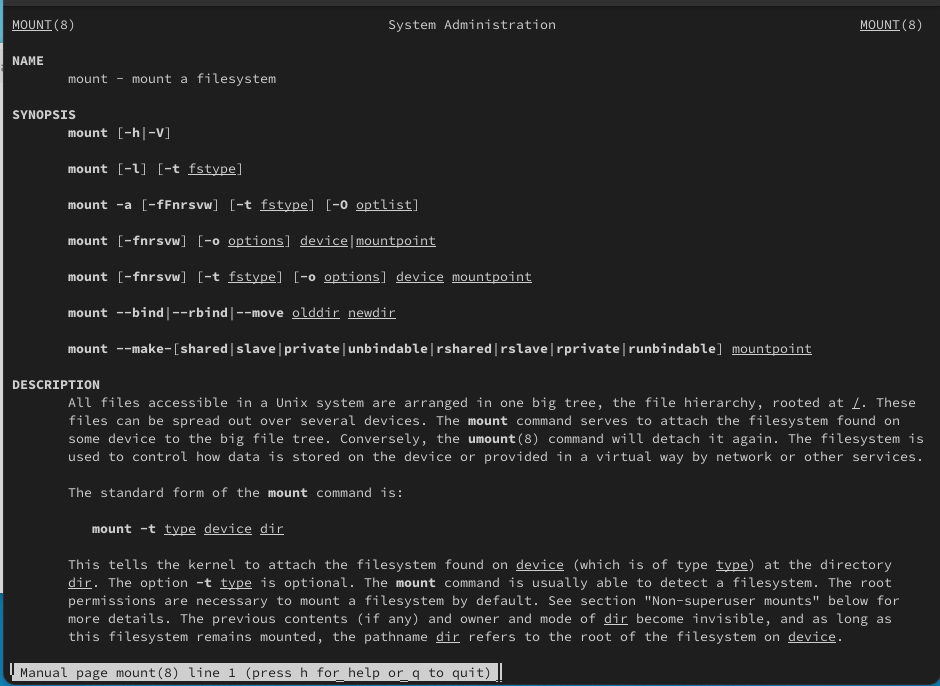 MOUNT(8) System Administration MOUNT(8)
NAME
mount - mount a filesystem
SYNOPSIS
mount [-h|-V]
mount [-l] [-t fstype]
mount -a [-fFnrsvw] [-t fstype] [-O optlist]
mount [-fnrsvw] [-o options] device|mountpoint
mount [-fnrsvw] [-t fstype] [-o options] device mountpoint
mount --bind|--rbind|--move olddir newdir
mount --make-[shared|slave|private|unbindable|rshared|rslave|rprivate|runbindable] mountpoint
DESCRIPTION
All files accessible in a Unix system are arranged in one big tree, the file hierarchy, rooted at /. These
files can be spread out over several devices. The mount command serves to attach the filesystem found on
some device to the big file tree. Conversely, the umount(8) command will detach it again. The filesystem is
used to control how data is stored on the device or provided in a virtual way by network or other services.
The standard form of the mount command is:
mount -t type device dir
This tells the kernel to attach the filesystem found on device (which is of type type) at the directory
dir. The option -t type is optional. The mount command is usually able to detect a filesystem. The root
permissions are necessary to mount a filesystem by default. See section "Non-superuser mounts" below for
more details. The previous contents (if any) and owner and mode of dir become invisible, and as long as
this filesystem remains mounted, the pathname dir refers to the root of the filesystem on device.
Manual page mount(8) line 1 (press h for help or q to quit)